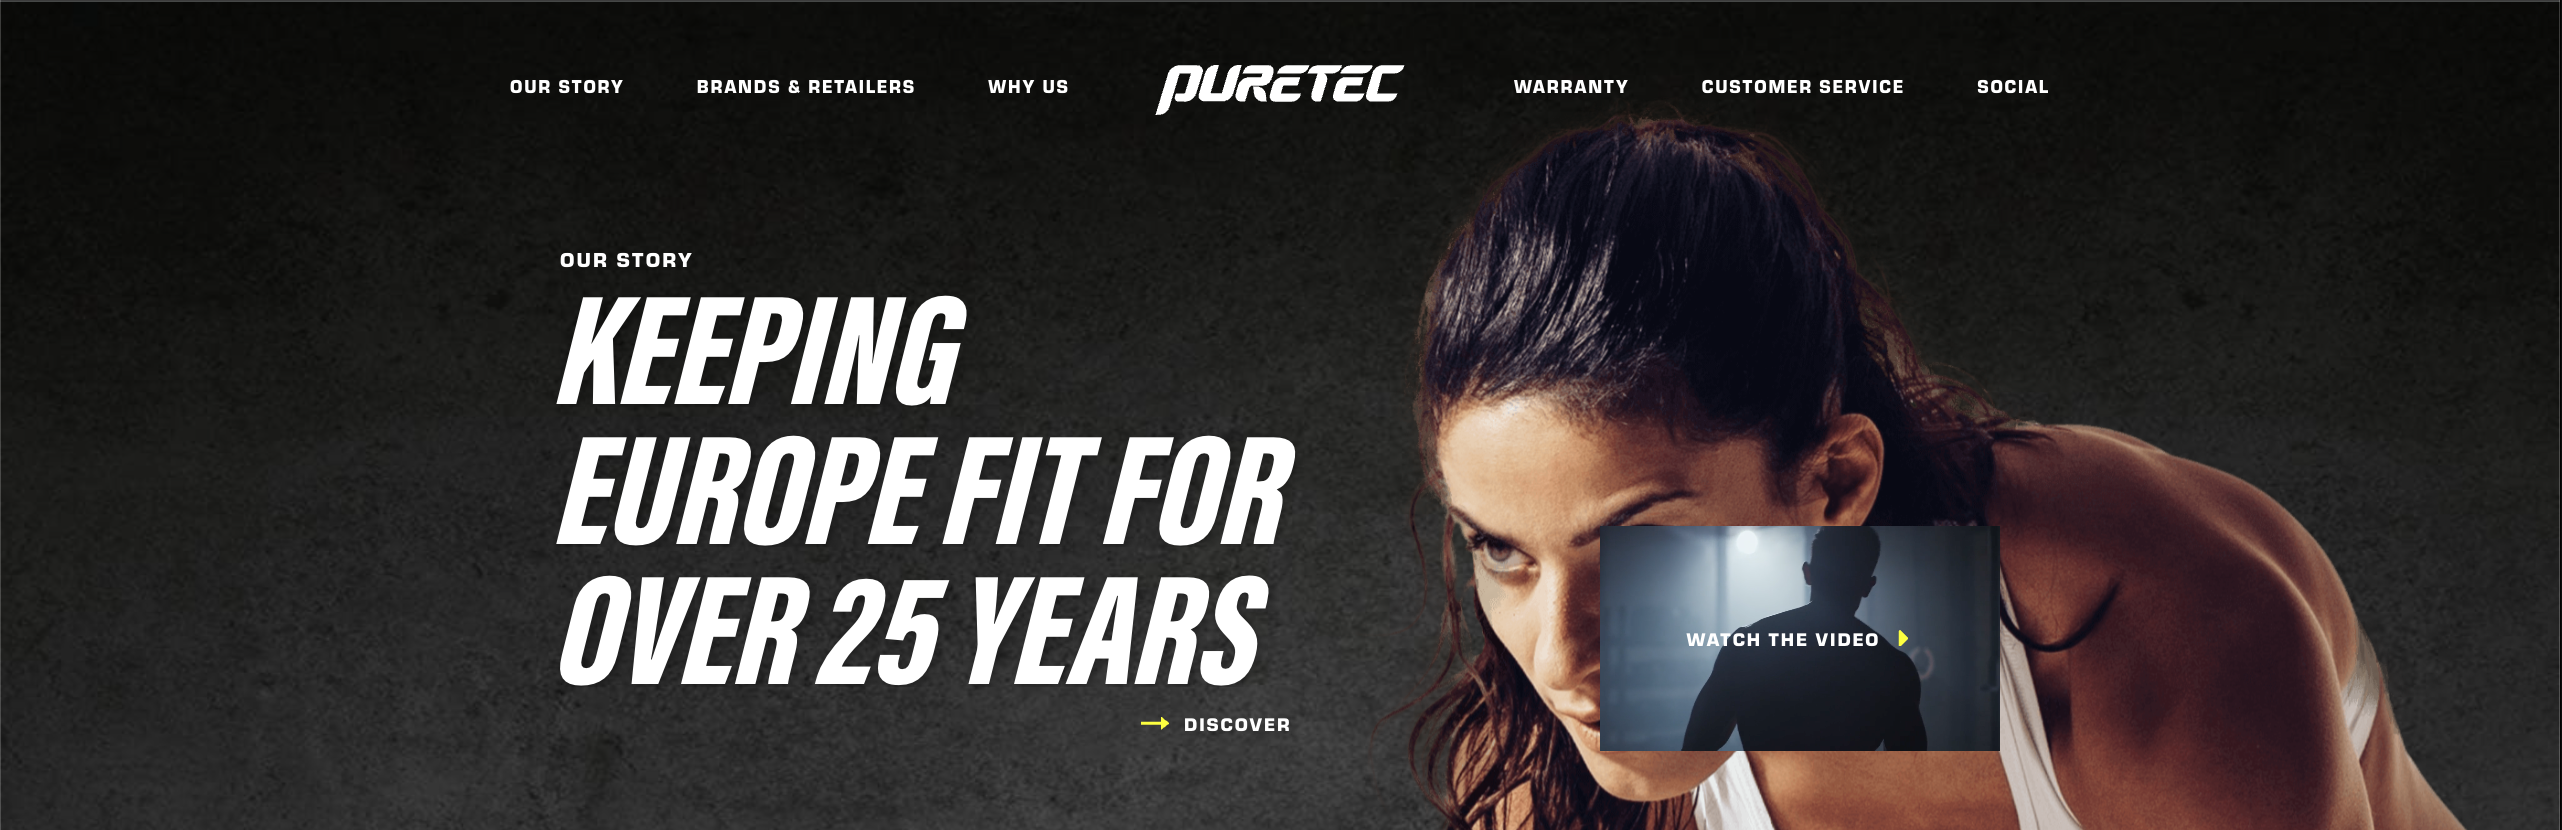 OUR STORY
BRANDS & RETAILERS
WHY US
PURETEC
WARRANTY
CUSTOMER SERVICE
SOCIAL
OUR STORY
KEEPING
EUROPE FIT FOR
OVER 25 YEARS
DISCOVER
WATCH THE VIDEO